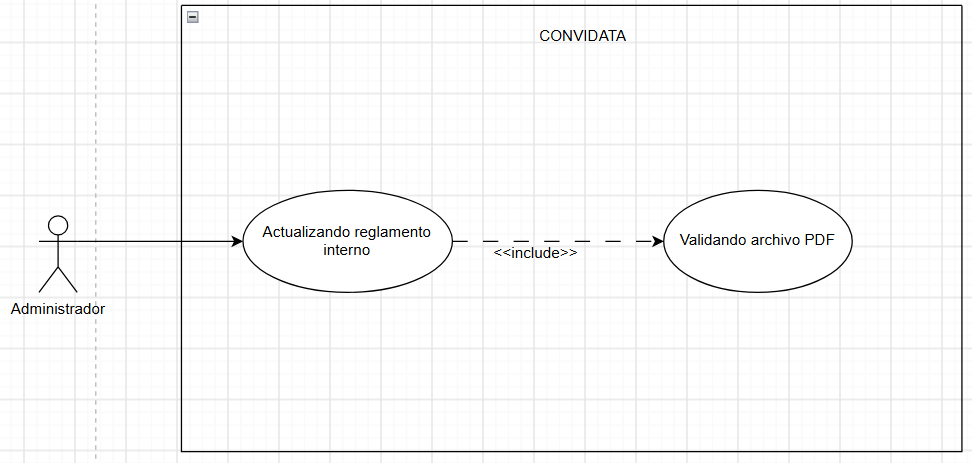 CONVIDATA
Actualizando reglamento
interno
<<include>>
Validando archivo PDF
Administrador